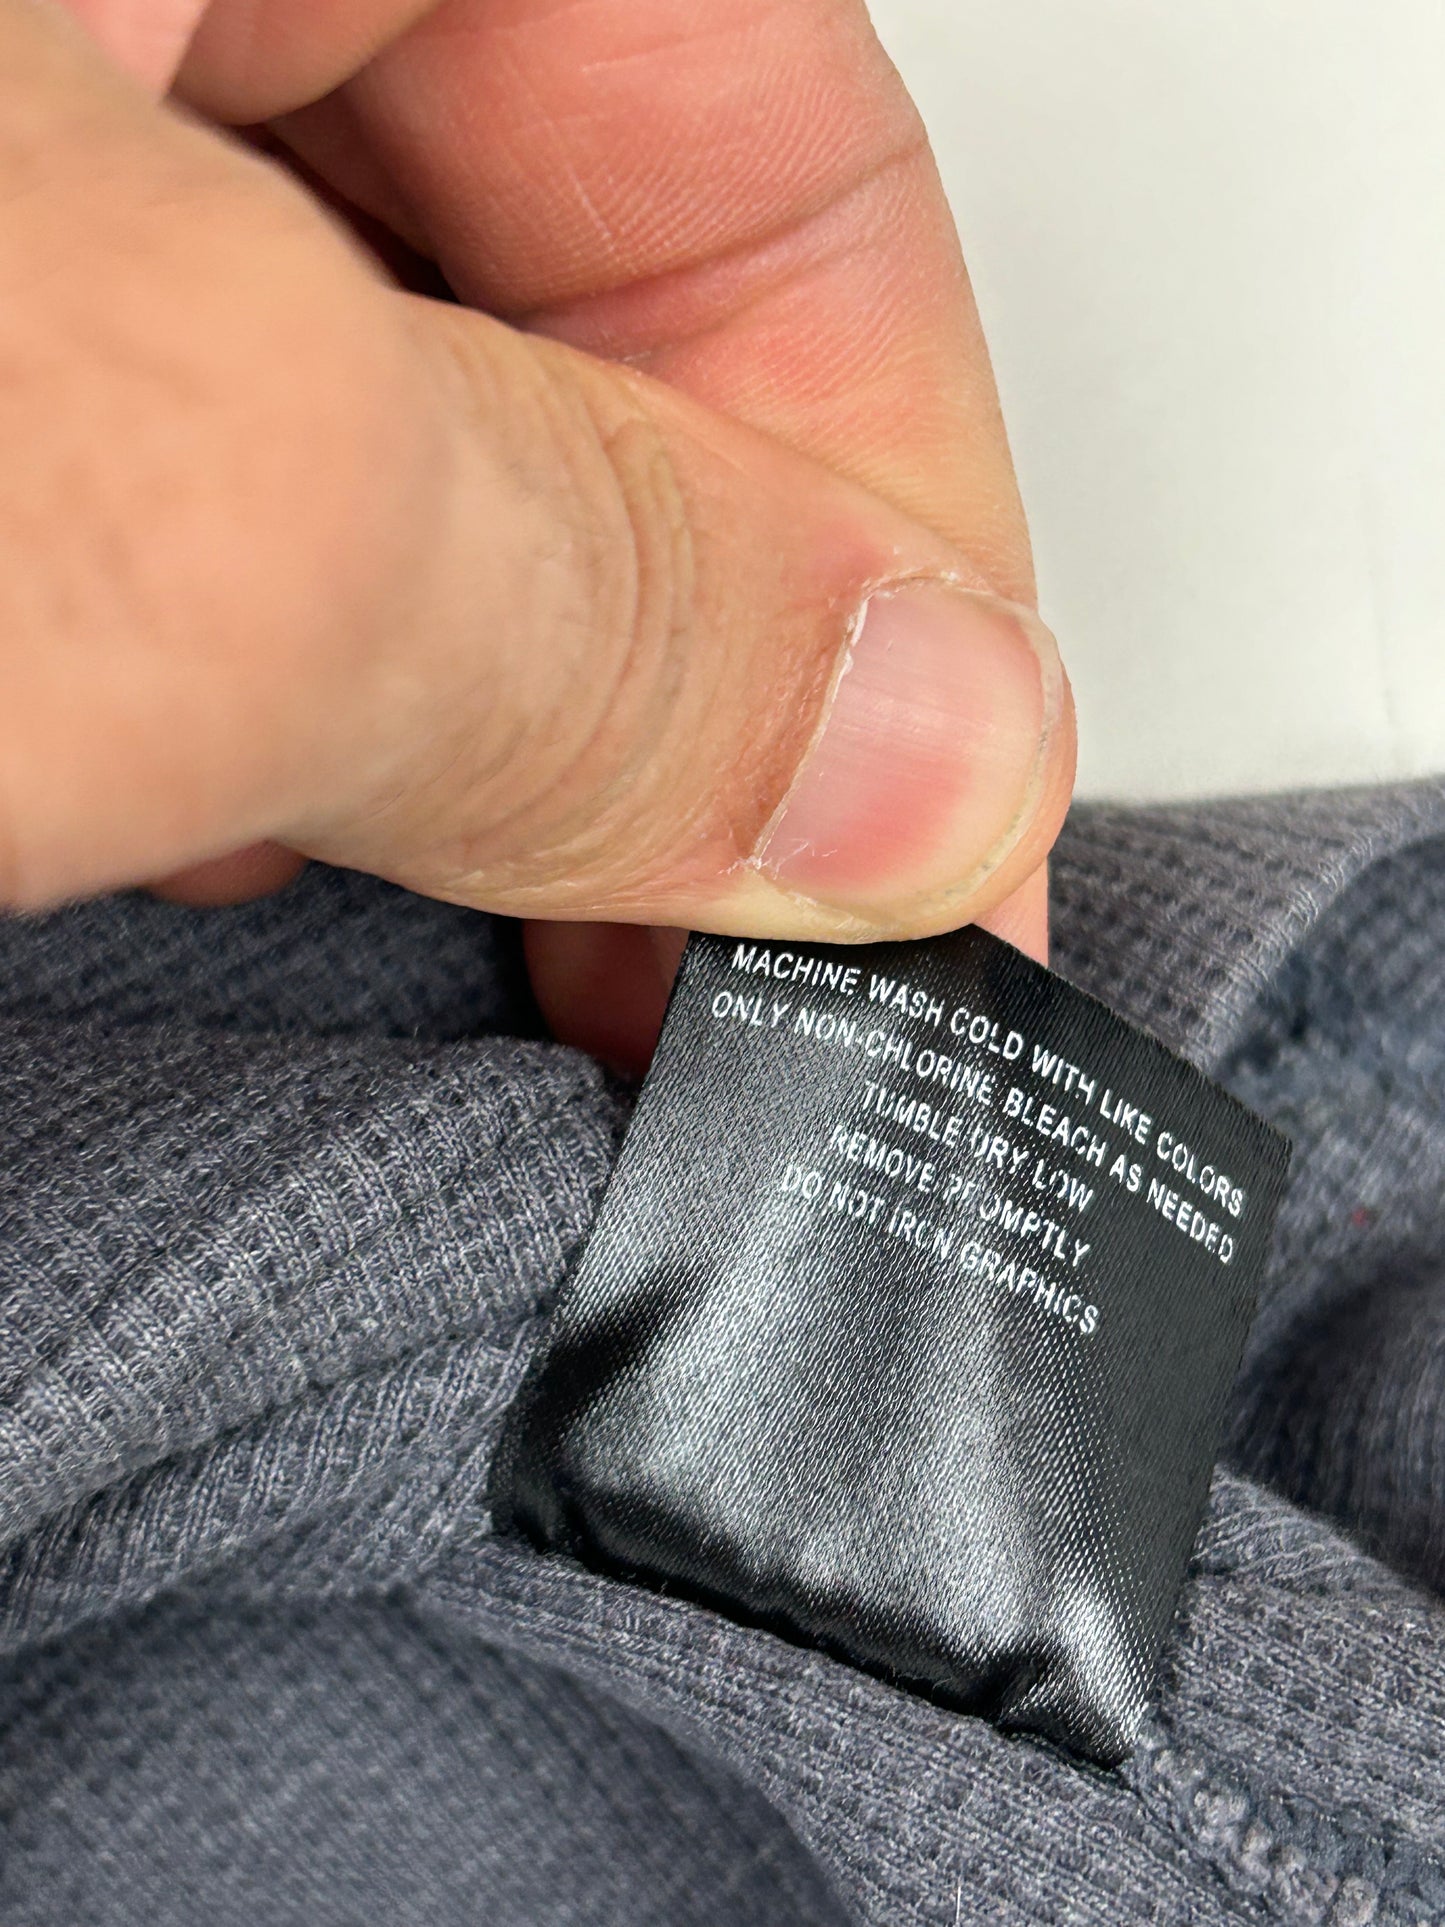 MACHINE WASH COLD WITH LIKE COLORS
ONLY NON-CHLORINE BLEACH AS NEEDED
TUMBLE DRY LOW
REMOVE PROMPTLY
DO NOT IRON GRAPHICS